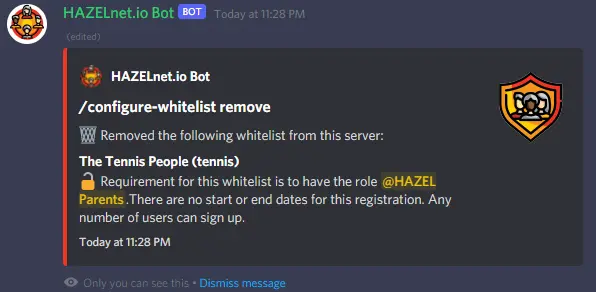 HAZELnet.io Bot BOT Today at 11:28 PM
(edited)
HAZELnet.io Bot
/configure-whitelist remove
Removed the following whitelist from this server:
The Tennis People (tennis)
Requirement for this whitelist is to have the role @HAZEL
Parents.There are no start or end dates for this registration. Any
number of users can sign up.
Today at 11:28 PM
Only you can see this • Dismiss message